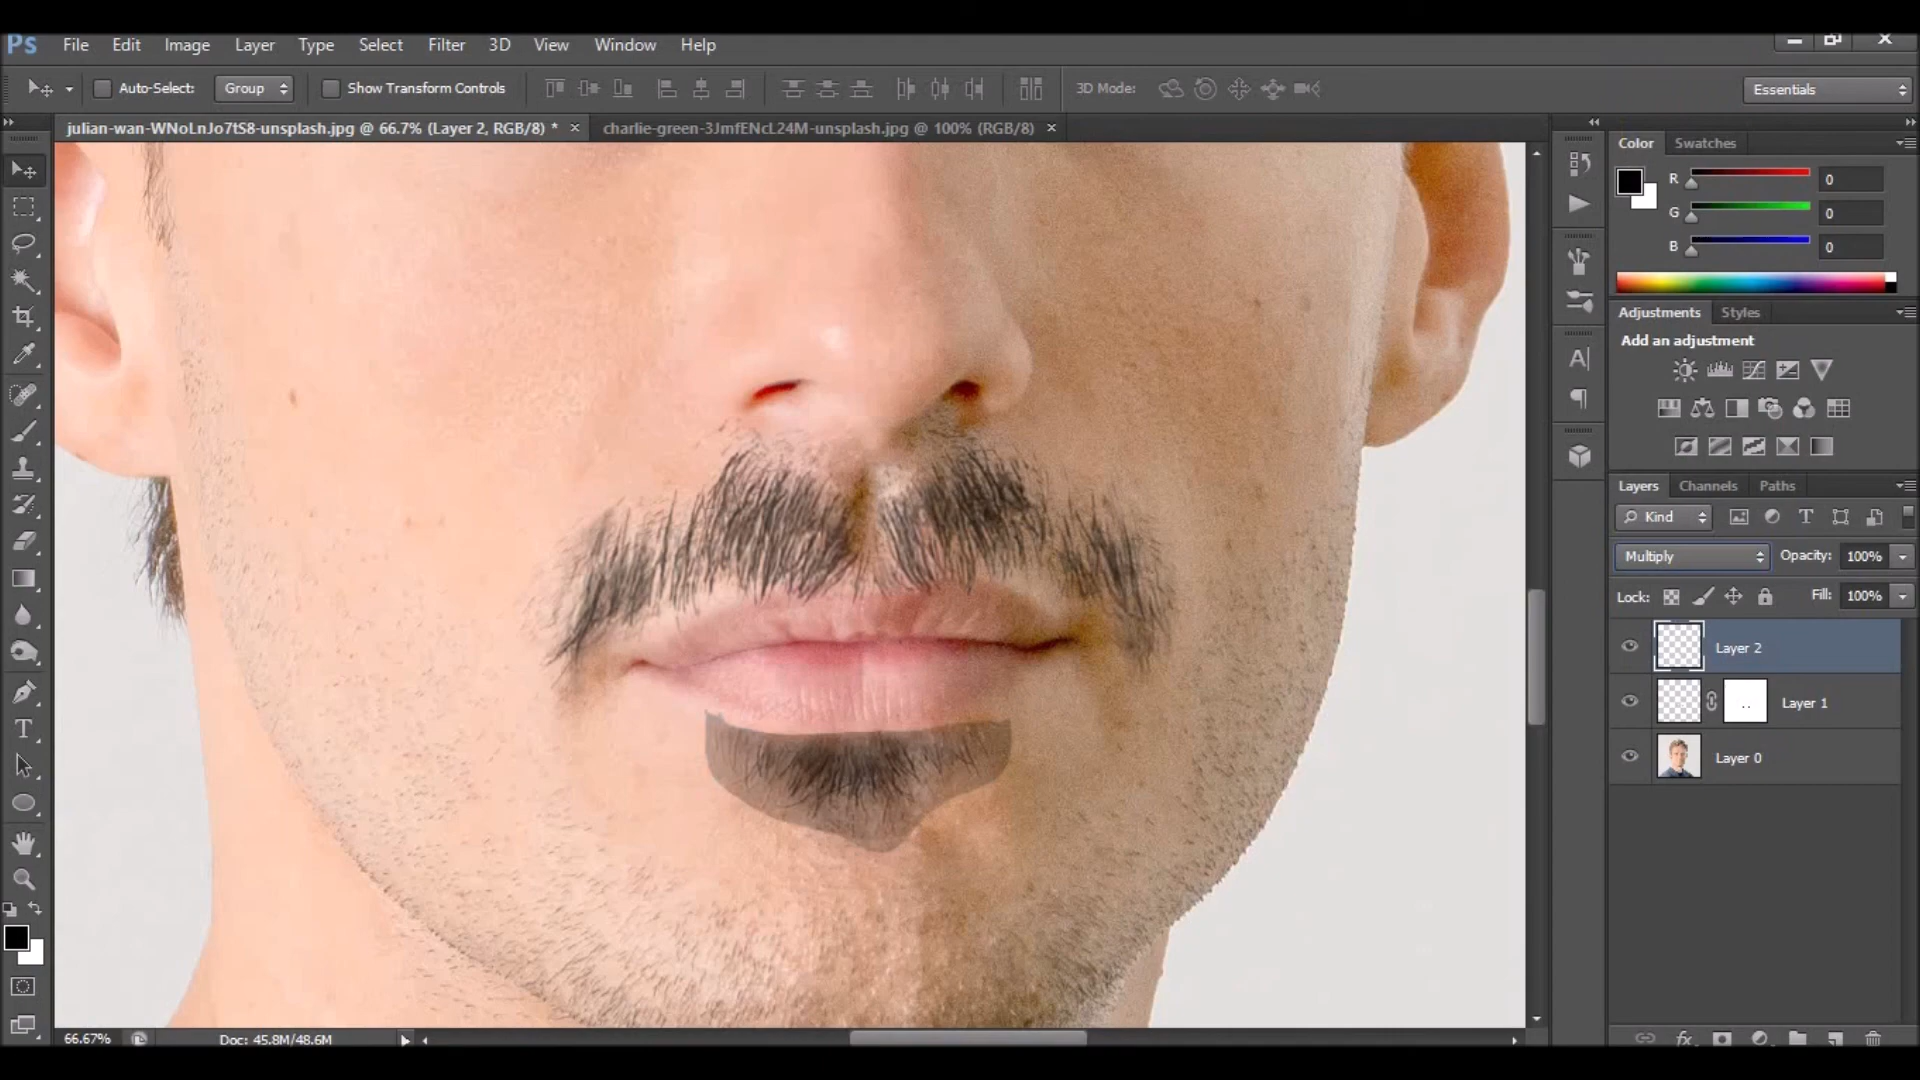 Ps File Edit Image Layer Type Select Filter 3D View Window Help
Auto-Select: Group Show Transform Controls 3D Mode: Essentials
julian-wan-WNoLnJo7tS8-unsplash.jpg @ 66.7% (Layer 2, RGB/8) * charlie-green-3JmfENcL24M-unsplash.jpg @ 100% (RGB/8)
Color Swatches
R 0
G 0
B 0
Adjustments Styles
Add an adjustment
Layers Channels Paths
Kind
Multiply Opacity: 100%
Lock: Fill: 100%
Layer 2
Layer 1
Layer 0
66.67% Doc: 45.8M/48.6M